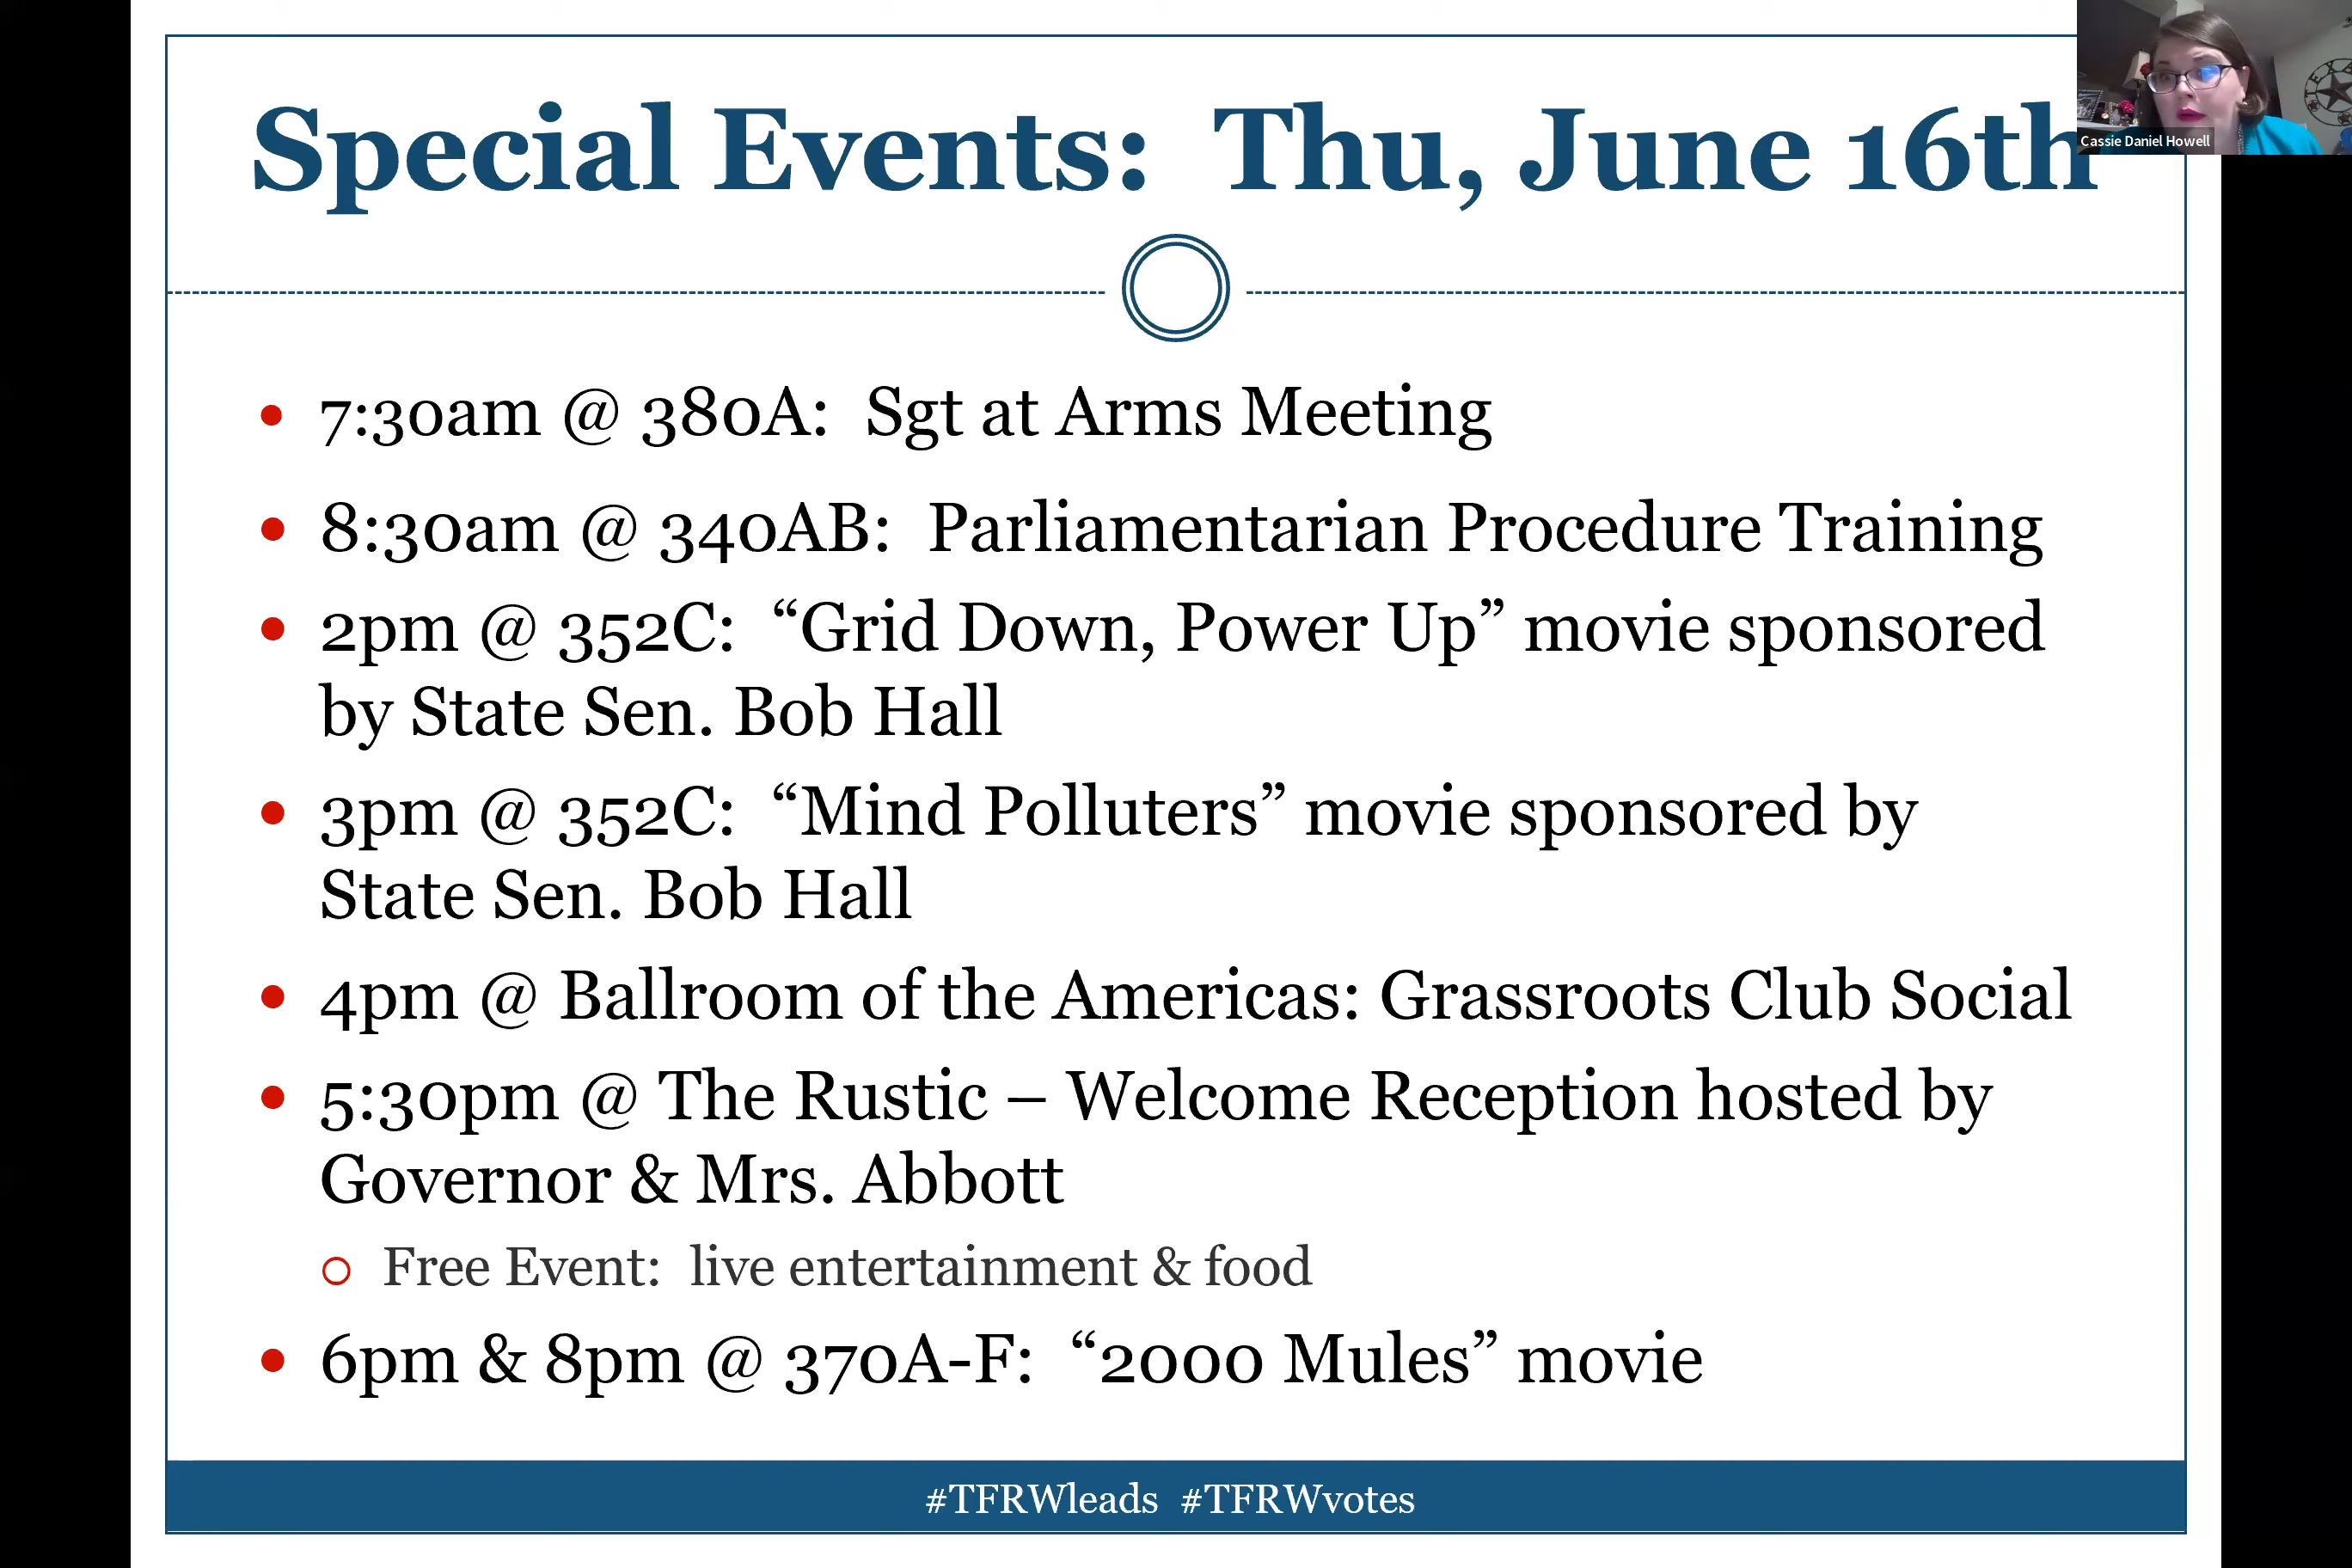 Special Events:  Thu, June 16th
Cassie Daniel Howell
7:30am @ 380A:  Sgt at Arms Meeting
8:30am @ 340AB:  Parliamentarian Procedure Training
2pm @ 352C:  “Grid Down, Power Up” movie sponsored
by State Sen. Bob Hall
3pm @ 352C:  “Mind Polluters” movie sponsored by
State Sen. Bob Hall
4pm @ Ballroom of the Americas: Grassroots Club Social
5:30pm @ The Rustic – Welcome Reception hosted by
Governor & Mrs. Abbott
Free Event:  live entertainment & food
6pm & 8pm @ 370A-F:  “2000 Mules” movie
#TFRWleads  #TFRWvotes